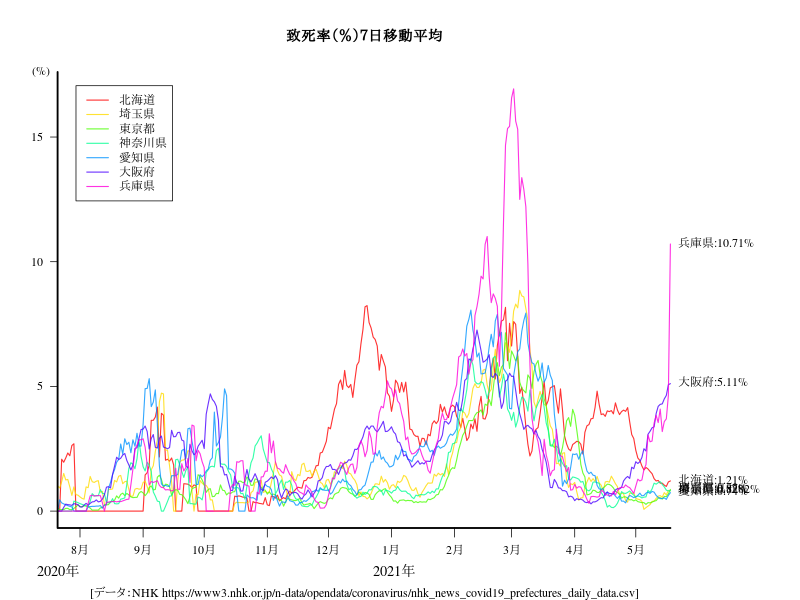 致死率(%)7日移動平均
(%)
北海道
埼玉県
東京都
神奈川県
愛知県
大阪府
兵庫県
15
10
5
0
兵庫県:10.71%
大阪府:5.11%
北海道:1.21%
8月 9月 10月 11月 12月 1月 2月 3月 4月 5月
2020年 2021年
[データ:NHK https://www3.nhk.or.jp/n-data/opendata/coronavirus/nhk_news_covid19_prefectures_daily_data.csv]